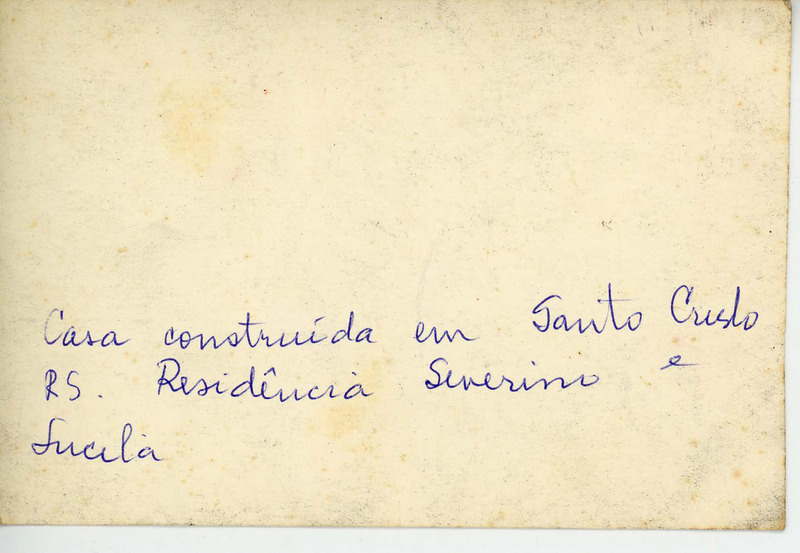 Casa construída em Santo Cristo
RS. Residência Severino e
Lucila